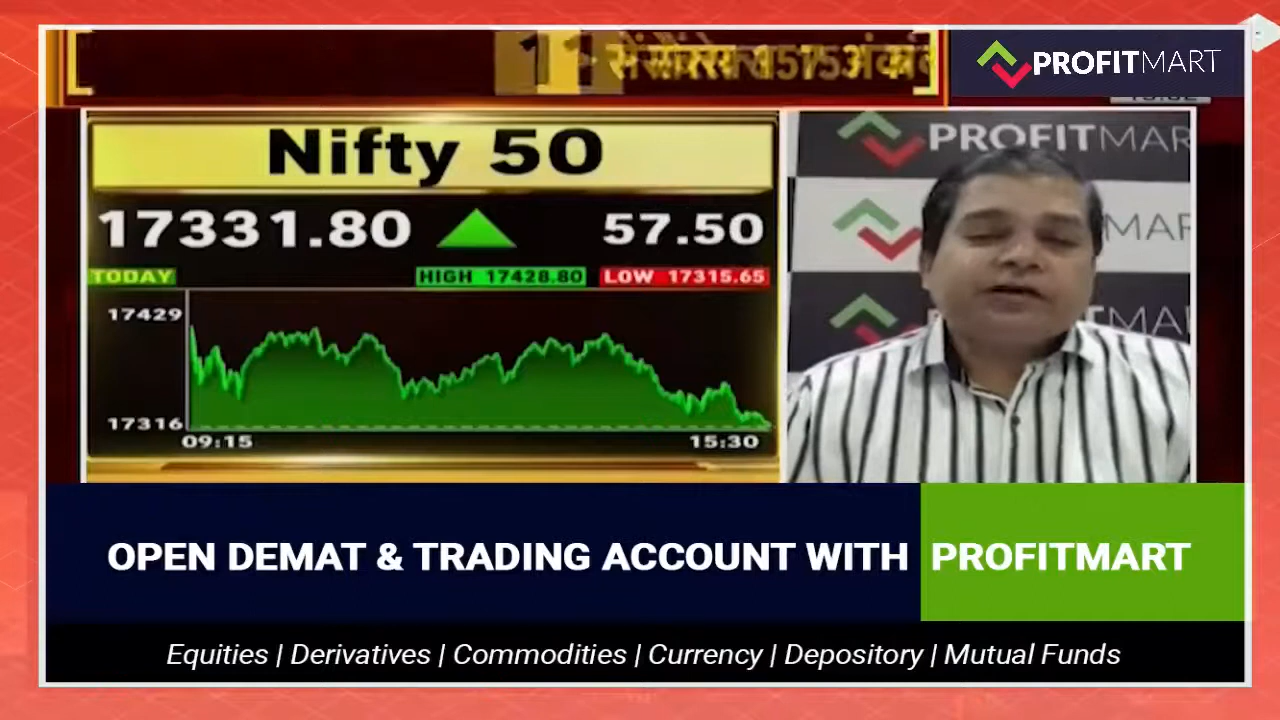 PROFITMART
Nifty 50
17331.80 57.50
TODAY HIGH 17428.80 LOW 17315.65
17429
17316
09:15 15:30
PROFITMAR
OPEN DEMAT & TRADING ACCOUNT WITH PROFITMART
Equities | Derivatives | Commodities | Currency | Depository | Mutual Funds